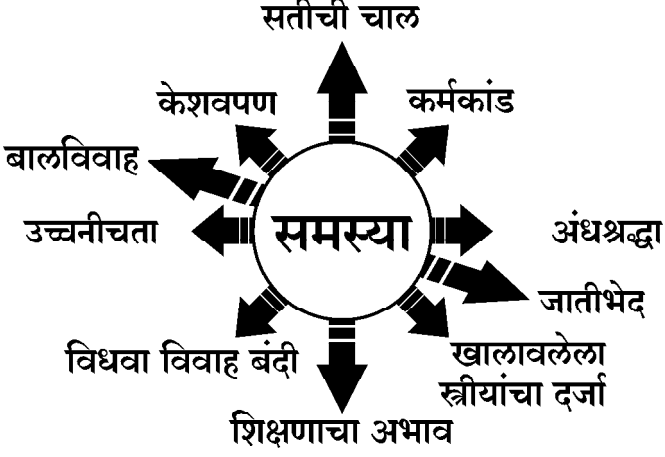 सतीची चाल
केशवपण
कर्मकांड
बालविवाह
उच्चनीचता
समस्या
अंधश्रद्धा
जातीभेद
विधवा विवाह बंदी
खालावलेला
स्त्रीयांचा दर्जा
शिक्षणाचा अभाव